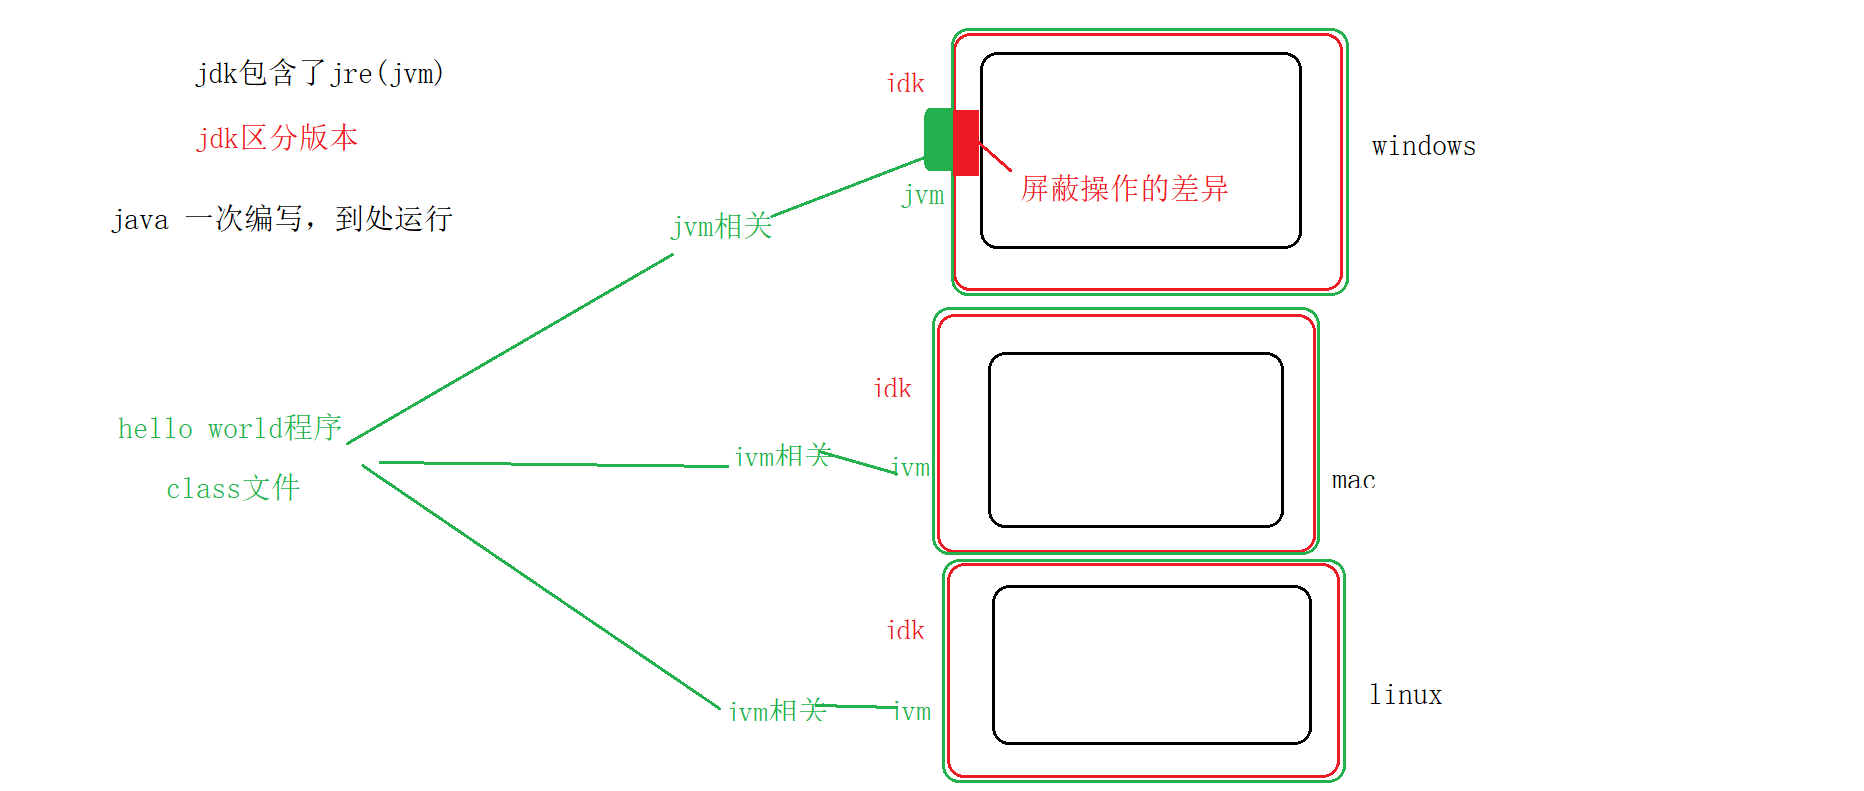 jdk包含了jre(jvm)
jdk区分版本
java 一次编写，到处运行
jdk
jvm
jvm相关
屏蔽操作的差异
windows
hello world程序
class文件
jdk
jvm相关
jvm
mac
jdk
jvm相关
jvm
linux